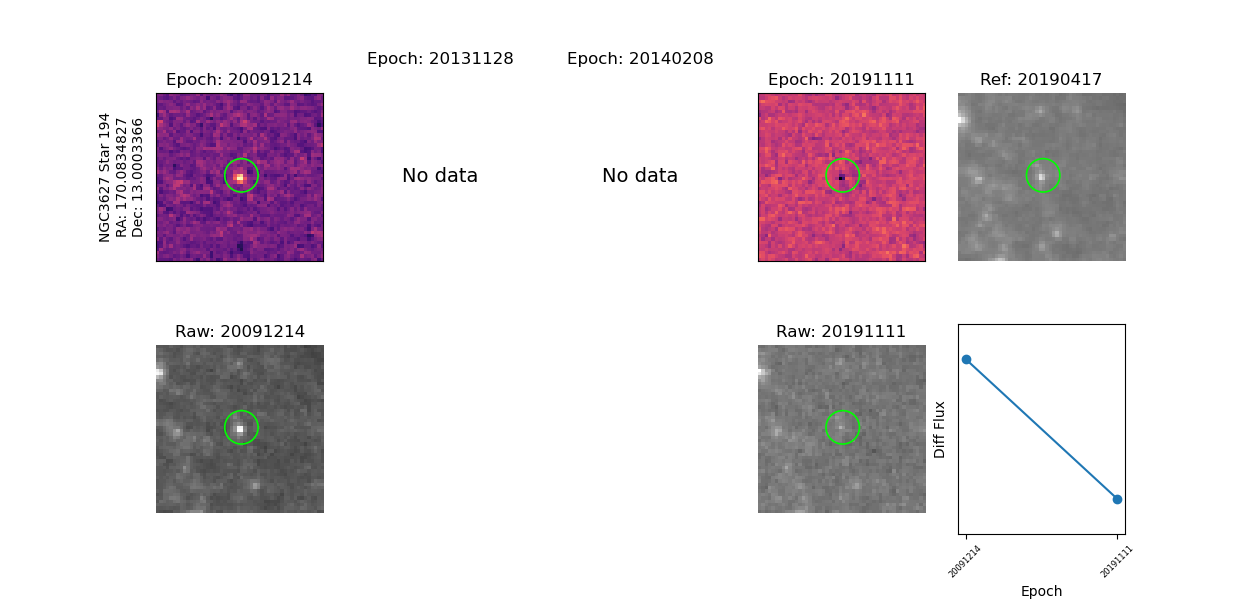 Epoch: 20091214
Epoch: 20131128
Epoch: 20140208
Epoch: 20191111
Ref: 20190417
NGC3627 Star 194
RA: 170.0834827
Dec: 13.0003366
No data
No data
Raw: 20091214
Raw: 20191111
Diff Flux
20091214
20191111
Epoch